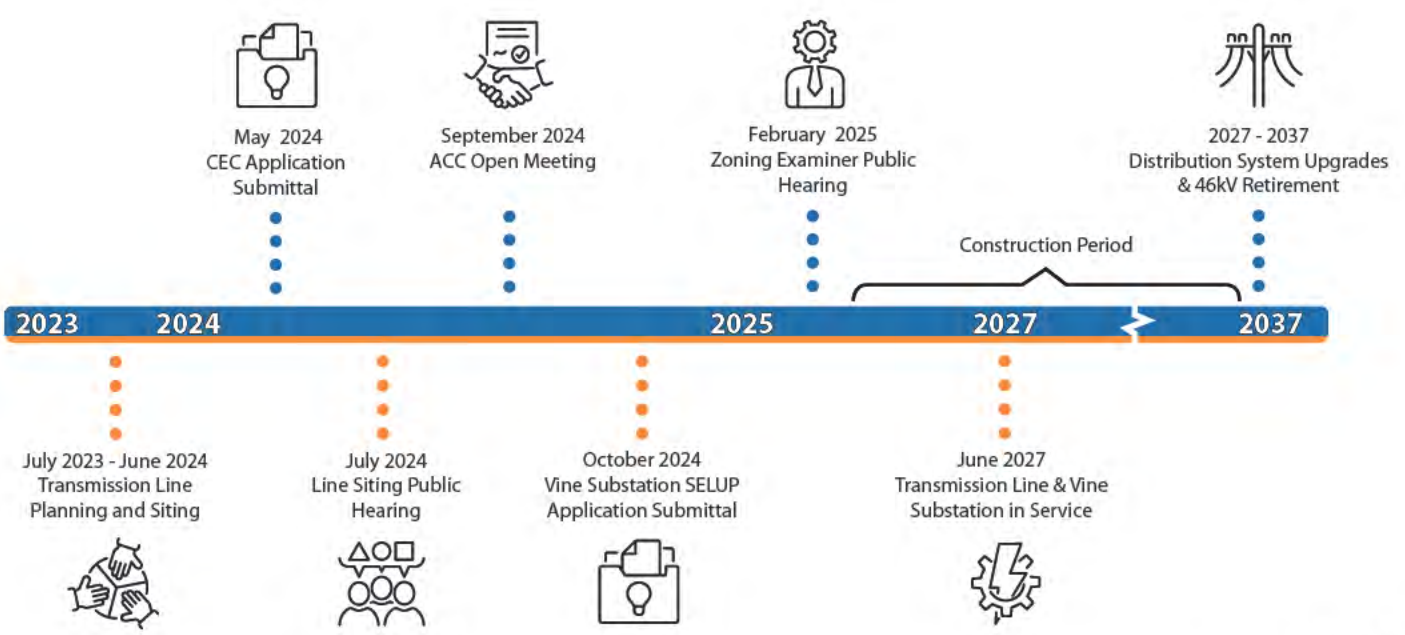 May 2024
CEC Application
Submittal
September 2024
ACC Open Meeting
February 2025
Zoning Examiner Public
Hearing
2027 - 2037
Distribution System Upgrades
& 46kV Retirement
Construction Period
2023
2024
2025
2027
2037
July 2023 - June 2024
Transmission Line
Planning and Siting
July 2024
Line Siting Public
Hearing
October 2024
Vine Substation SELUP
Application Submittal
June 2027
Transmission Line & Vine
Substation in Service